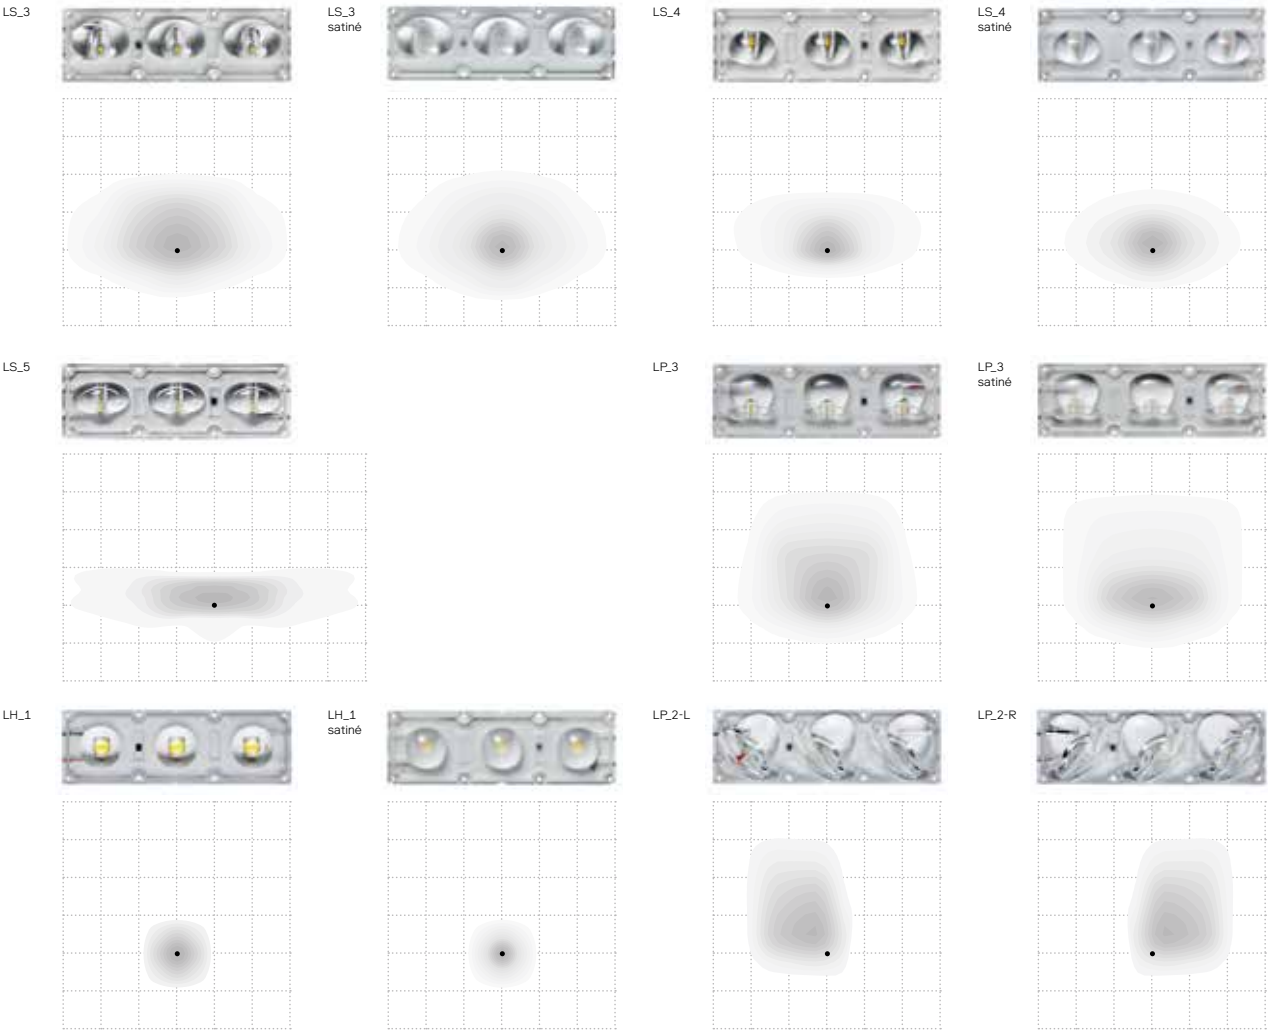 LS_3
LS_3
satiné
LS_4
LS_4
satiné
LS_5
LP_3
LP_3
satiné
LH_1
LH_1
satiné
LP_2-L
LP_2-R